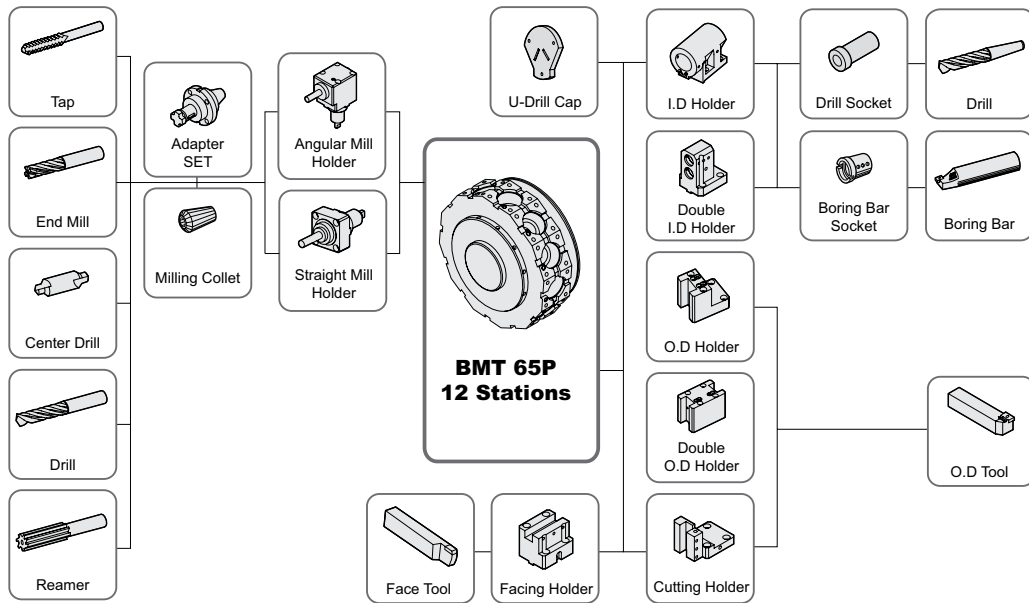 Tap
End Mill
Center Drill
Drill
Reamer
Adapter
SET
Milling Collet
Angular Mill
Holder
Straight Mill
Holder
BMT 65P
12 Stations
U-Drill Cap
I.D Holder
Drill Socket
Drill
Double
I.D Holder
Boring Bar
Socket
Boring Bar
O.D Holder
Double
O.D Holder
O.D Tool
Face Tool
Facing Holder
Cutting Holder